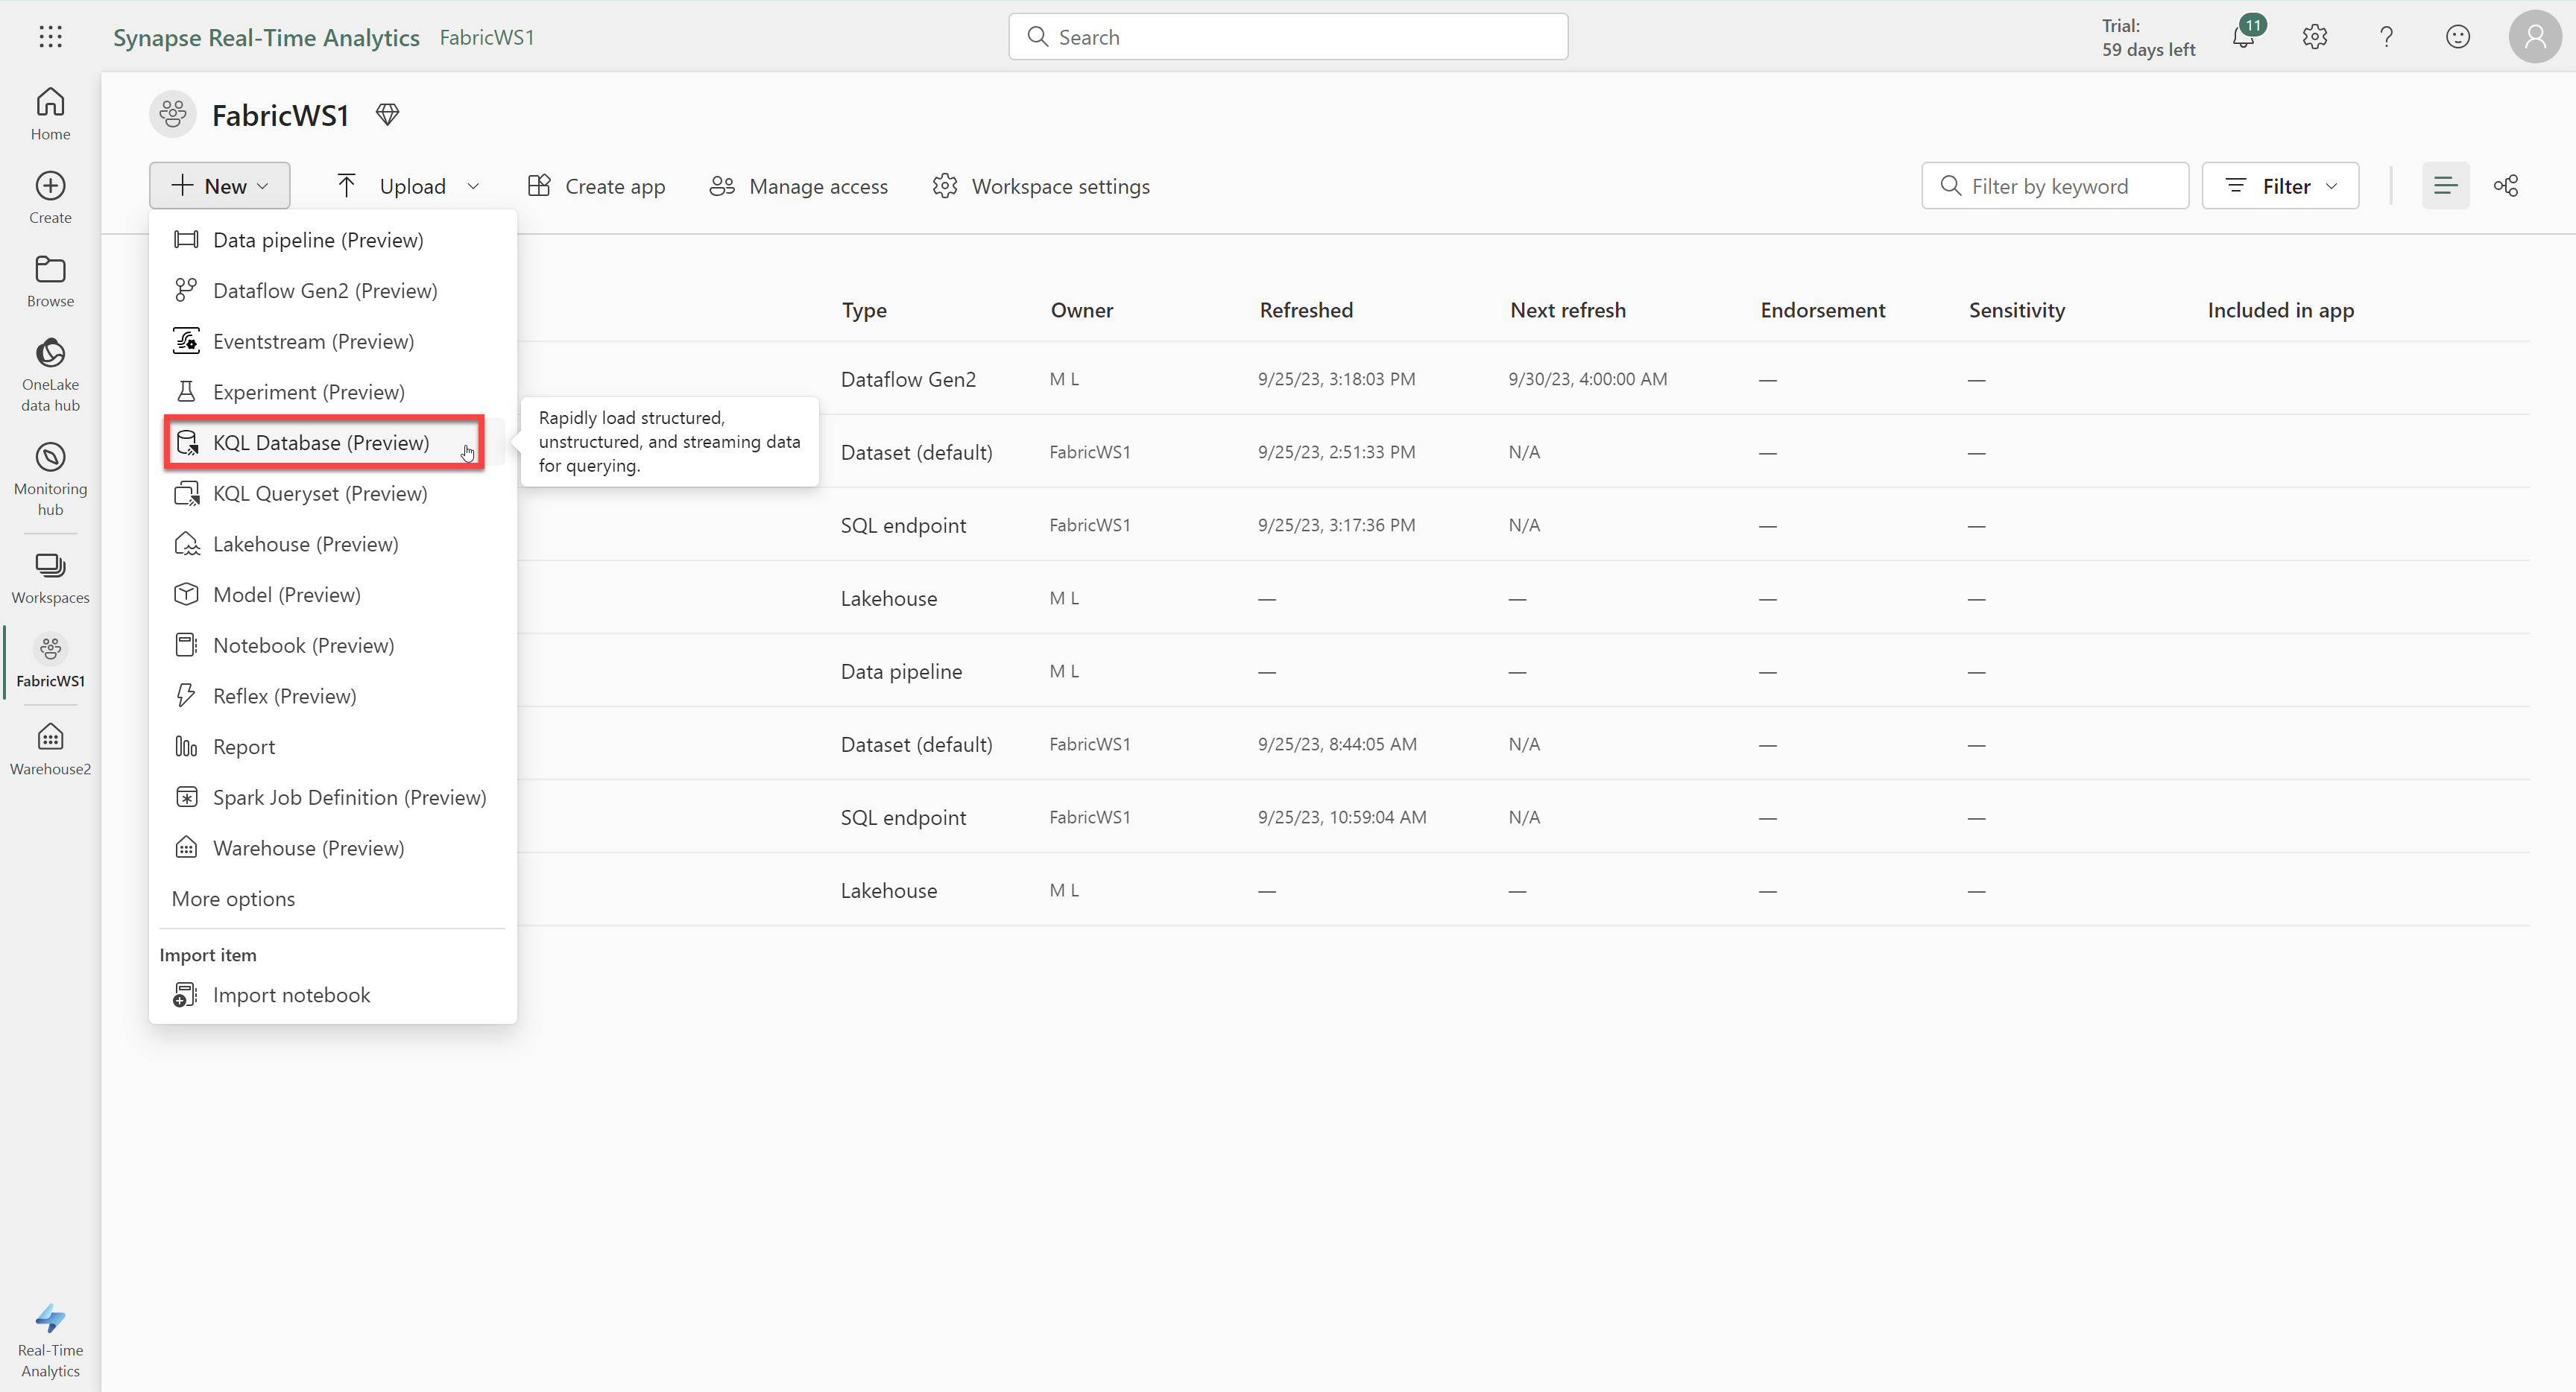 Synapse Real-Time Analytics FabricWS1
Search
Trial:
59 days left
11
Home
Create
Browse
OneLake
data hub
Monitoring
hub
Workspaces
FabricWS1
Warehouse2
Real-Time
Analytics
FabricWS1
New Upload Create app Manage access Workspace settings
Filter by keyword Filter
Data pipeline (Preview)
Dataflow Gen2 (Preview)
Eventstream (Preview)
Experiment (Preview)
KQL Database (Preview)
KQL Queryset (Preview)
Lakehouse (Preview)
Model (Preview)
Notebook (Preview)
Reflex (Preview)
Report
Spark Job Definition (Preview)
Warehouse (Preview)
More options
Import item
Import notebook
Rapidly load structured,
unstructured, and streaming data
for querying.
Type Owner Refreshed Next refresh Endorsement Sensitivity Included in app
Dataflow Gen2 M L 9/25/23, 3:18:03 PM 9/30/23, 4:00:00 AM — —
Dataset (default) FabricWS1 9/25/23, 2:51:33 PM N/A — —
SQL endpoint FabricWS1 9/25/23, 3:17:36 PM N/A — —
Lakehouse M L — — — —
Data pipeline M L — — — —
Dataset (default) FabricWS1 9/25/23, 8:44:05 AM N/A — —
SQL endpoint FabricWS1 9/25/23, 10:59:04 AM N/A — —
Lakehouse M L — — — —